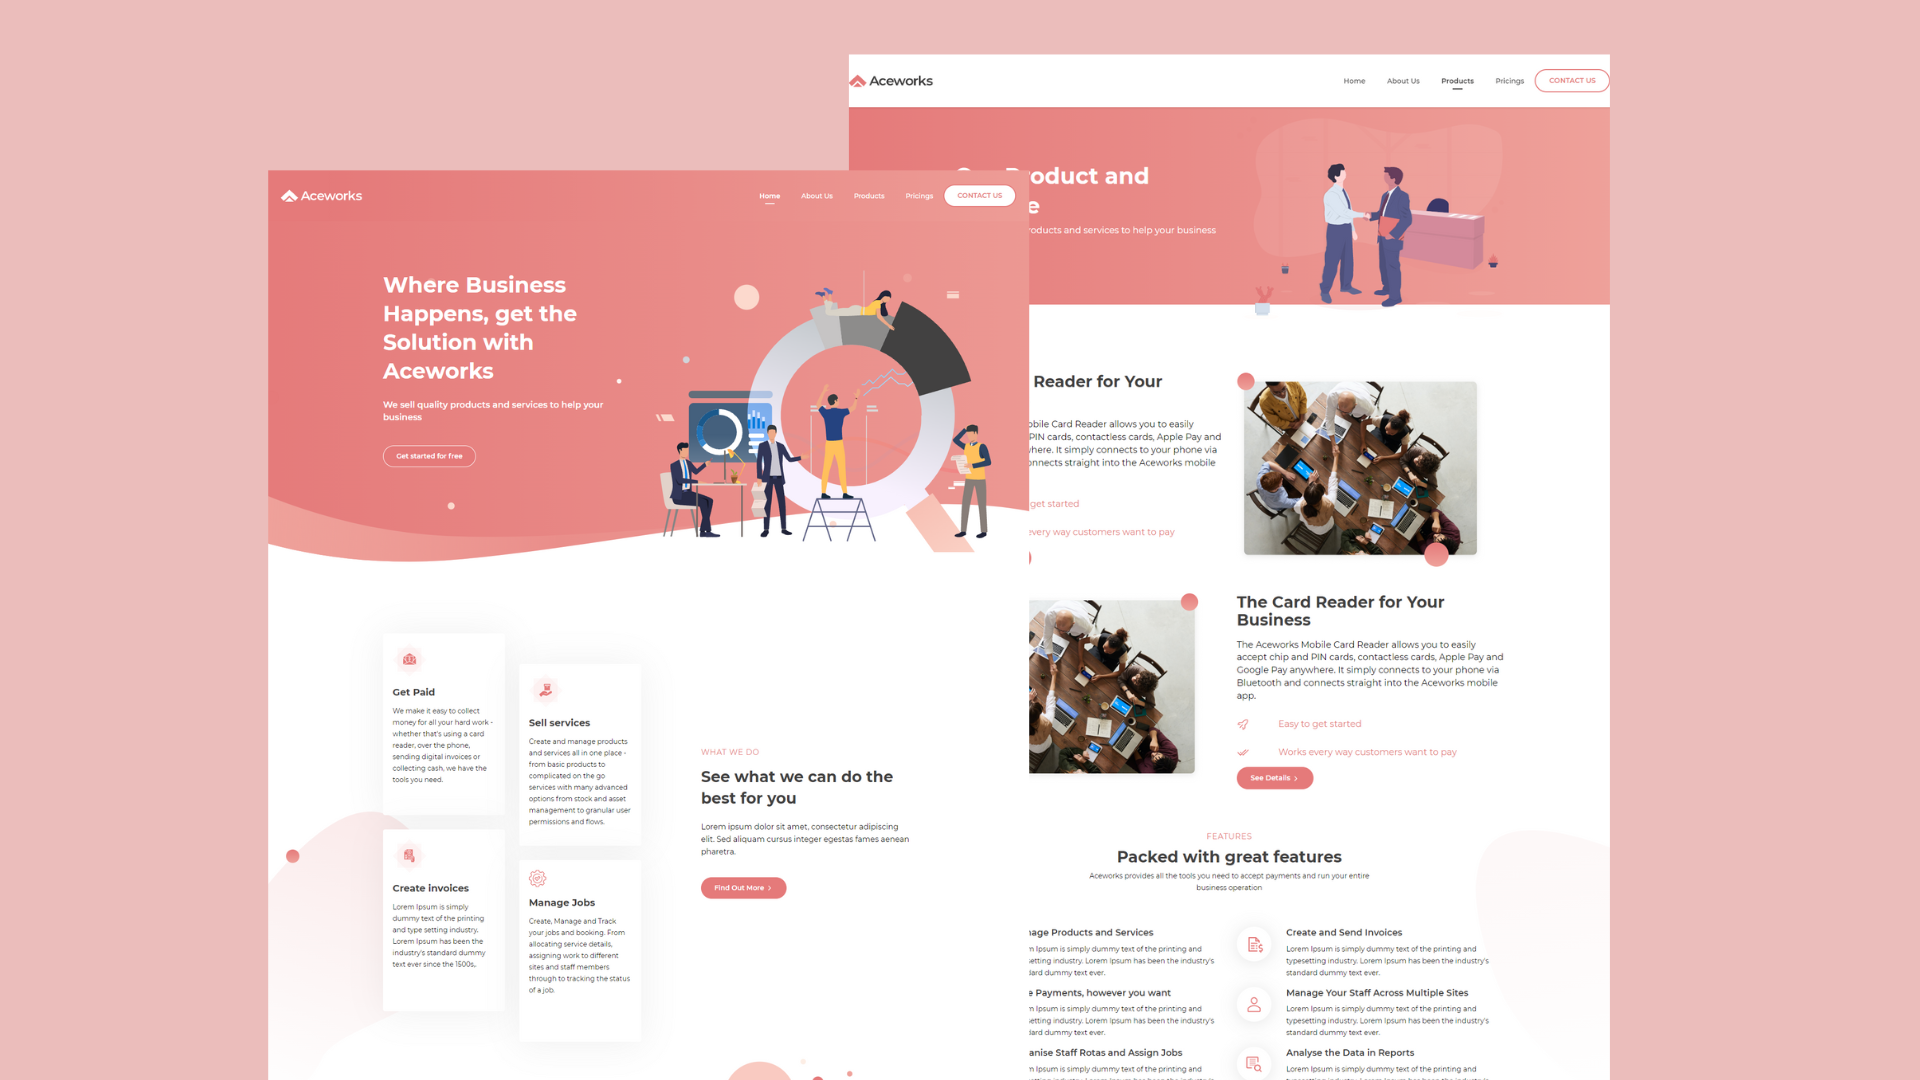 Aceworks
Home
About Us
Products
Pricings
CONTACT US
Where Business
Happens, get the
Solution with
Aceworks
We sell quality products and services to help your
business
Get started for free
Get Paid
We make it easy to collect
money for all your hard work -
whether that's using a card
reader, over the phone,
sending digital invoices or
collecting cash, we have the
tools you need.
Sell services
Create and manage products
and services all in one place -
from basic products to
complicated on the go
services with many advanced
options from stock and asset
management to granular user
permissions and flows.
Create invoices
Lorem Ipsum is simply
dummy text of the printing
and type setting industry.
Lorem Ipsum has been the
industry's standard dummy
text ever since the 1500s,.
Manage Jobs
Create, Manage and Track
your jobs and booking. From
allocating service details,
assigning work to different
sites and staff members
through to tracking the status
of a job.
WHAT WE DO
See what we can do the
best for you
Lorem ipsum dolor sit amet, consectetur adipiscing
elit. Sed aliquam cursus integer egestas fames aenean
pharetra.
Find Out More
Aceworks
Home
About Us
Products
Pricings
CONTACT US
oduct and
e
oducts and services to help your business
Reader for Your
obile Card Reader allows you to easily
PIN cards, contactless cards, Apple Pay and
here. It simply connects to your phone via
onnects straight into the Aceworks mobile
get started
every way customers want to pay
The Card Reader for Your
Business
The Aceworks Mobile Card Reader allows you to easily
accept chip and PIN cards, contactless cards, Apple Pay and
Google Pay anywhere. It simply connects to your phone via
Bluetooth and connects straight into the Aceworks mobile
app.
Easy to get started
Works every way customers want to pay
See Details
FEATURES
Packed with great features
Aceworks provides all the tools you need to accept payments and run your entire
business operation
nage Products and Services
m Ipsum is simply dummy text of the printing and
setting industry. Lorem Ipsum has been the industry's
dard dummy text ever.
Create and Send Invoices
Lorem Ipsum is simply dummy text of the printing and
typesetting industry. Lorem Ipsum has been the industry's
standard dummy text ever.
e Payments, however you want
m Ipsum is simply dummy text of the printing and
setting industry. Lorem Ipsum has been the industry's
dard dummy text ever.
Manage Your Staff Across Multiple Sites
Lorem Ipsum is simply dummy text of the printing and
typesetting industry. Lorem Ipsum has been the industry's
standard dummy text ever.
anise Staff Rotas and Assign Jobs
m Ipsum is simply dummy text of the printing and
Analyse the Data in Reports
Lorem Ipsum is simply dummy text of the printing and